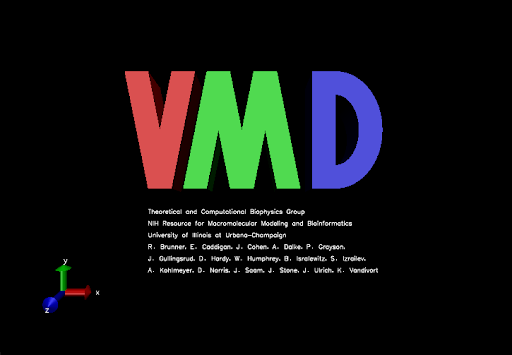 VMD
Theoretical and Computational Biophysics Group
NIH Resource for Macromolecular Modeling and Bioinformatics
University of Illinois at Urbana-Champaign
R. Brunner, E. Caddigan, J. Cohen, A. Dalke, P. Grayson,
J. Gullingsrud, D. Hardy, W. Humphrey, B. Isralewitz, S. Izrailev,
A. Kohlmeyer, D. Norris, J. Saam, J. Stone, J. Ulrich, K. Vandivort
y
x
z